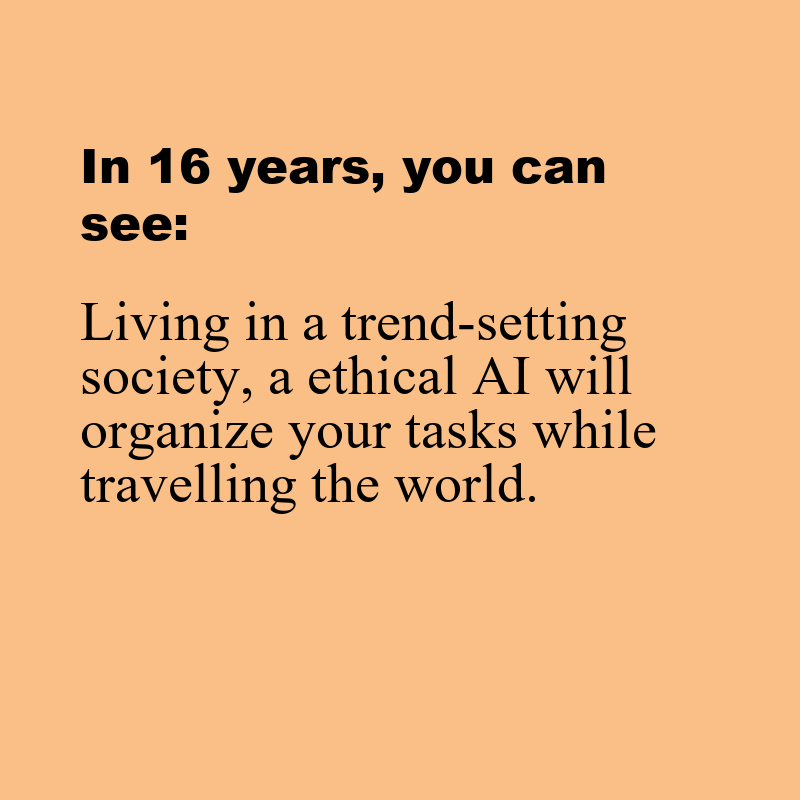 In 16 years, you can
see:
Living in a trend-setting
society, a ethical AI will
organize your tasks while
travelling the world.